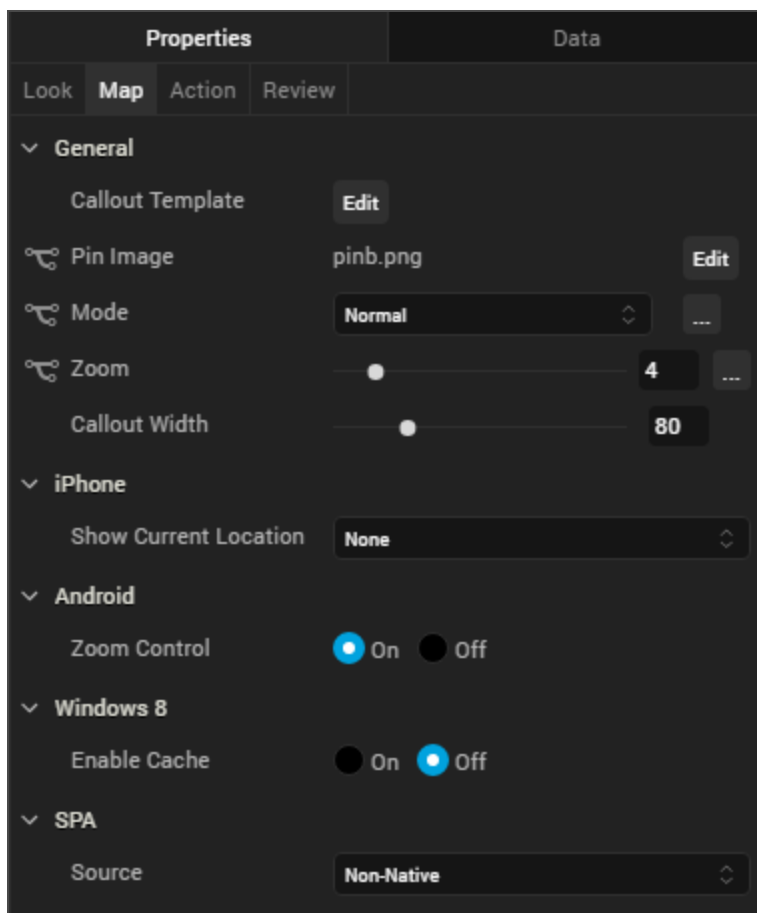 Properties Data
Look Map Action Review
General
Callout Template Edit
Pin Image pinb.png Edit
Mode Normal ...
Zoom 4 ...
Callout Width 80
iPhone
Show Current Location None
Android
Zoom Control On Off
Windows 8
Enable Cache On Off
SPA
Source Non-Native